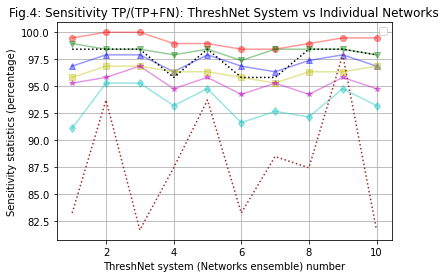 Fig.4: Sensitivity TP/(TP+FN): ThreshNet System vs Individual Networks
100.0
97.5
95.0
92.5
90.0
87.5
85.0
82.5
Sensitivity statistics (percentage)
2 4 6 8 10
ThreshNet system (Networks ensemble) number